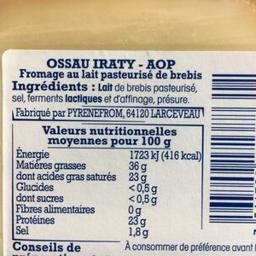 OSSAU IRATY - AOP
Fromage au lait pasteurisé de brebis
Ingrédients : Lait de brebis pasteurisé,
sel, ferments lactiques et d'affinage, présure.
Fabriqué par PYRENEFROM, 64120 LARCEVEAU
Valeurs nutritionnelles
moyennes pour 100 g
Énergie 1723 kJ (416 kcal)
Matières grasses 36 g
dont acides gras saturés 23 g
Glucides < 0,5 g
dont sucres < 0,5 g
Fibres alimentaires 0 g
Protéines 23 g
Sel 1,8 g
Conseils de
À consommer de préférence avant